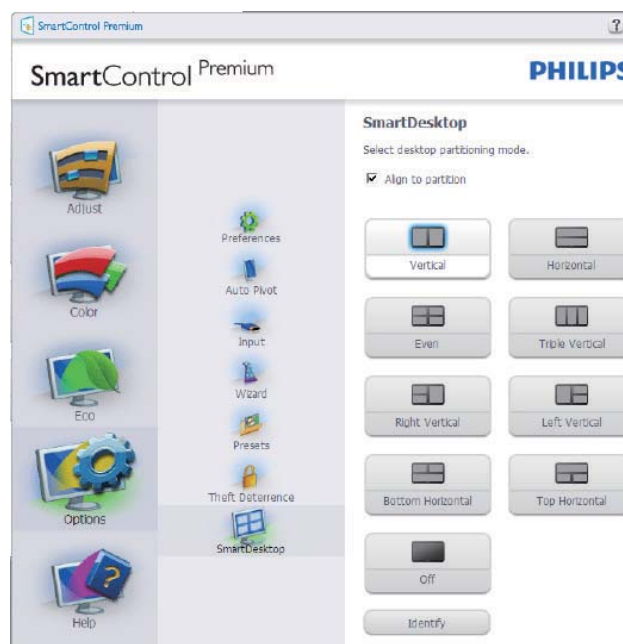 SmartControl Premium
?
SmartControl Premium
PHILIPS
Adjust
Color
Eco
Options
Help
Preferences
Auto Pivot
Input
Wizard
Presets
Theft Deterrence
SmartDesktop
SmartDesktop
Select desktop partitioning mode.
Align to partition
Vertical
Horizontal
Even
Triple Vertical
Right Vertical
Left Vertical
Bottom Horizontal
Top Horizontal
Off
Identify